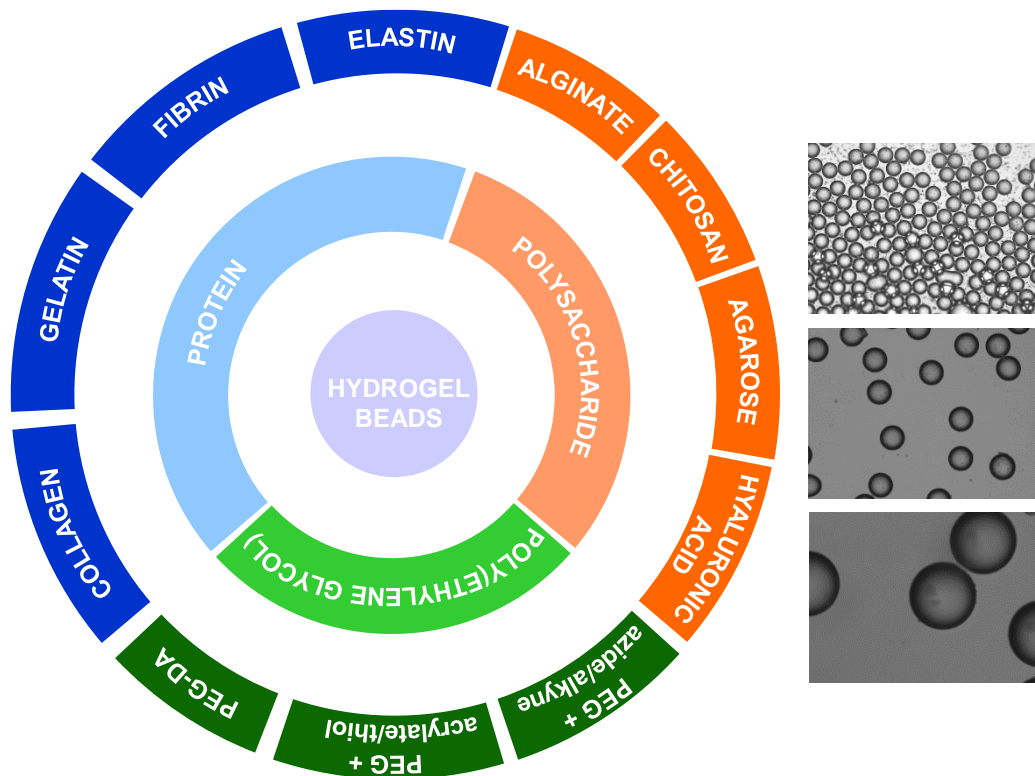 HYDROGEL
BEADS
PROTEIN
POLYSACCHARIDE
POLY(ETHYLENE GLYCOL)
ELASTIN
ALGINATE
CHITOSAN
AGAROSE
HYALURONIC
ACID
PEG +
azide/alkyne
PEG +
acrylate/thiol
PEG-DA
COLLAGEN
GELATIN
FIBRIN